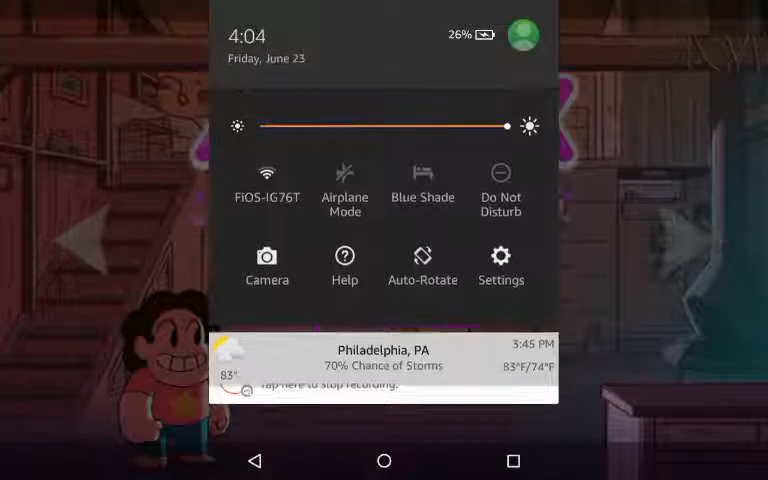 4:04
26%
Friday, June 23
FiOS-IG76T
Airplane
Mode
Blue Shade
Do Not
Disturb
Camera
Help
Auto-Rotate
Settings
Philadelphia, PA
3:45 PM
70% Chance of Storms
83°F/74°F
83°
Tap here to stop recording.